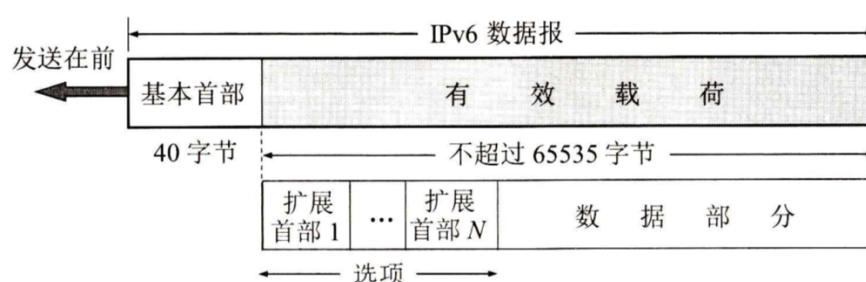 IPv6 数据报
发送在前
基本首部
有效载荷
40 字节
不超过 65535 字节
扩展
首部 1
···
扩展
首部 N
数据部分
选项